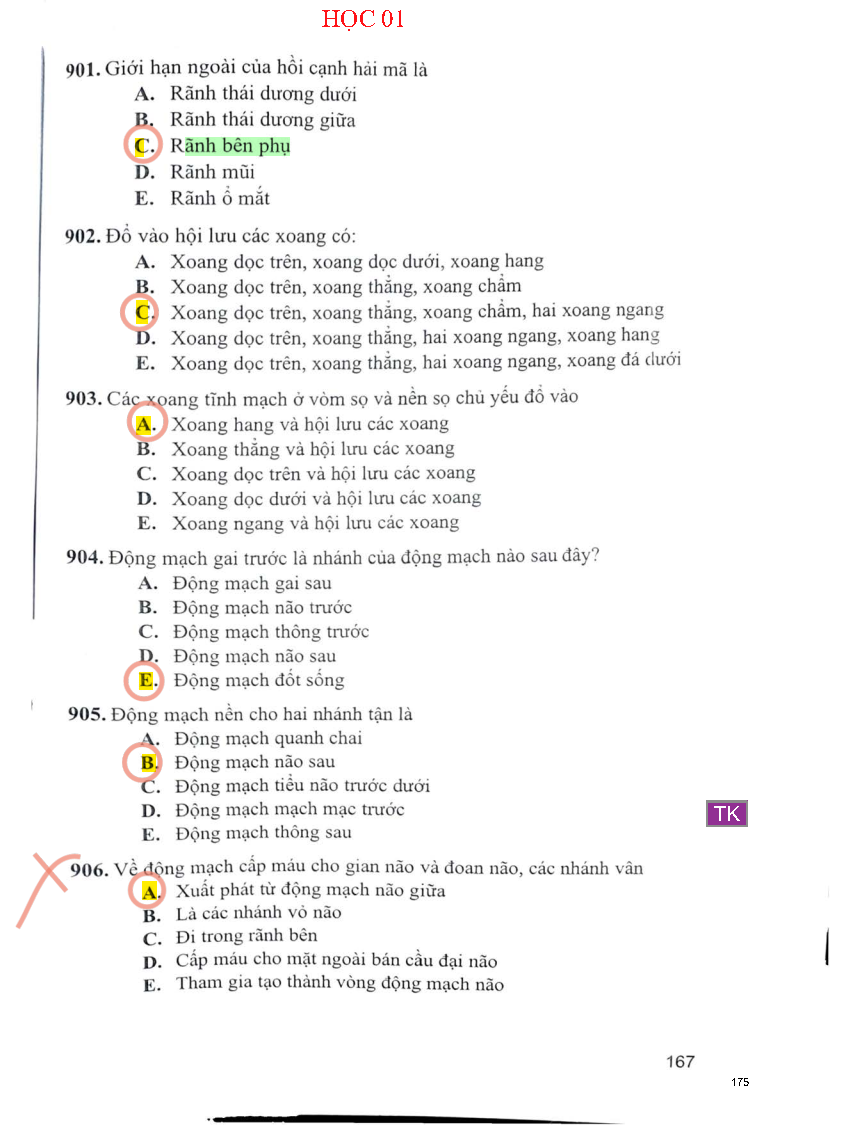 HỌC 01
901. Giới hạn ngoài của hồi cạnh hải mã là
A. Rãnh thái dương dưới
B. Rãnh thái dương giữa
C. Rãnh bên phụ
D. Rãnh mũi
E. Rãnh ổ mắt
902. Đổ vào hội lưu các xoang có:
A. Xoang dọc trên, xoang dọc dưới, xoang hang
B. Xoang dọc trên, xoang thẳng, xoang chẩm
C. Xoang dọc trên, xoang thẳng, xoang chẩm, hai xoang ngang
D. Xoang dọc trên, xoang thẳng, hai xoang ngang, xoang hang
E. Xoang dọc trên, xoang thẳng, hai xoang ngang, xoang đá dưới
903. Các xoang tĩnh mạch ở vòm sọ và nền sọ chủ yếu đổ vào
A. Xoang hang và hội lưu các xoang
B. Xoang thẳng và hội lưu các xoang
C. Xoang dọc trên và hội lưu các xoang
D. Xoang dọc dưới và hội lưu các xoang
E. Xoang ngang và hội lưu các xoang
904. Động mạch gai trước là nhánh của động mạch nào sau đây?
A. Động mạch gai sau
B. Động mạch não trước
C. Động mạch thông trước
D. Động mạch não sau
E. Động mạch đốt sống
905. Động mạch nền cho hai nhánh tận là
A. Động mạch quanh chai
B. Động mạch não sau
C. Động mạch tiểu não trước dưới
D. Động mạch mạch mạc trước
E. Động mạch thông sau
TK
906. Về động mạch cấp máu cho gian não và đoan não, các nhánh vân
A. Xuất phát từ động mạch não giữa
B. Là các nhánh vỏ não
C. Đi trong rãnh bên
D. Cấp máu cho mặt ngoài bán cầu đại não
E. Tham gia tạo thành vòng động mạch não
167
175